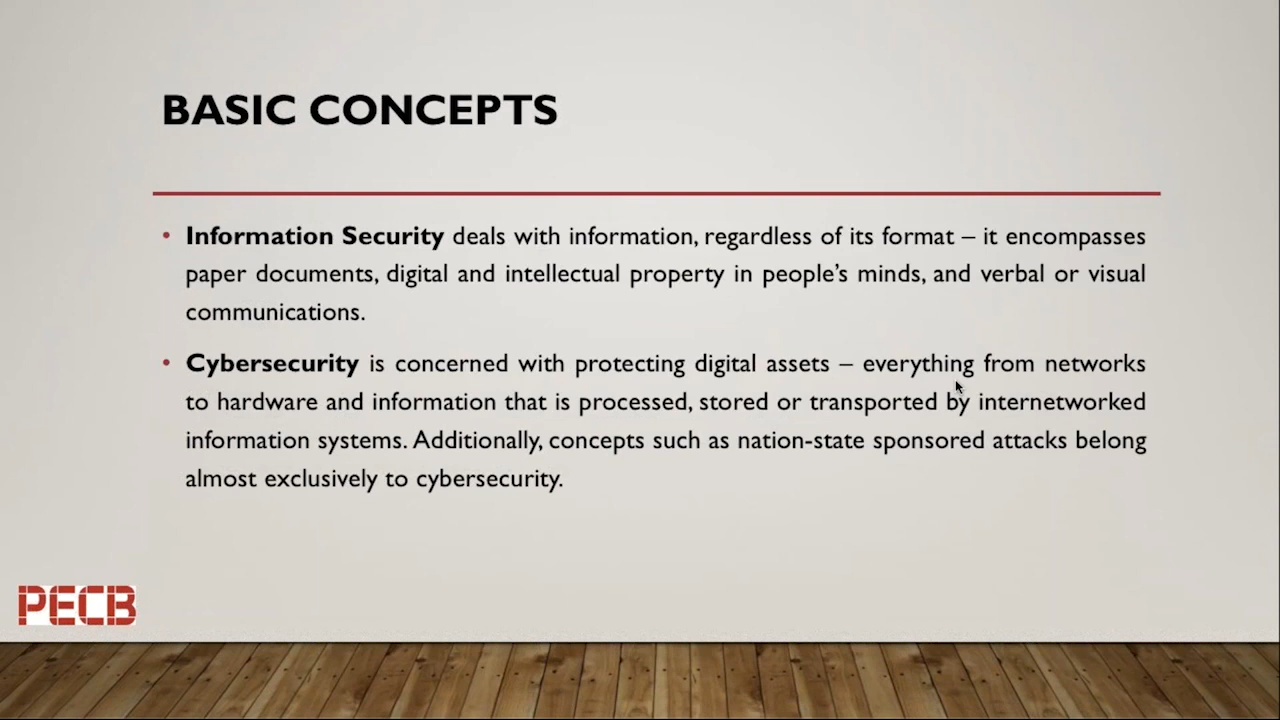 BASIC CONCEPTS
• Information Security deals with information, regardless of its format – it encompasses
paper documents, digital and intellectual property in people’s minds, and verbal or visual
communications.
• Cybersecurity is concerned with protecting digital assets – everything from networks
to hardware and information that is processed, stored or transported by internetworked
information systems. Additionally, concepts such as nation-state sponsored attacks belong
almost exclusively to cybersecurity.
PECB